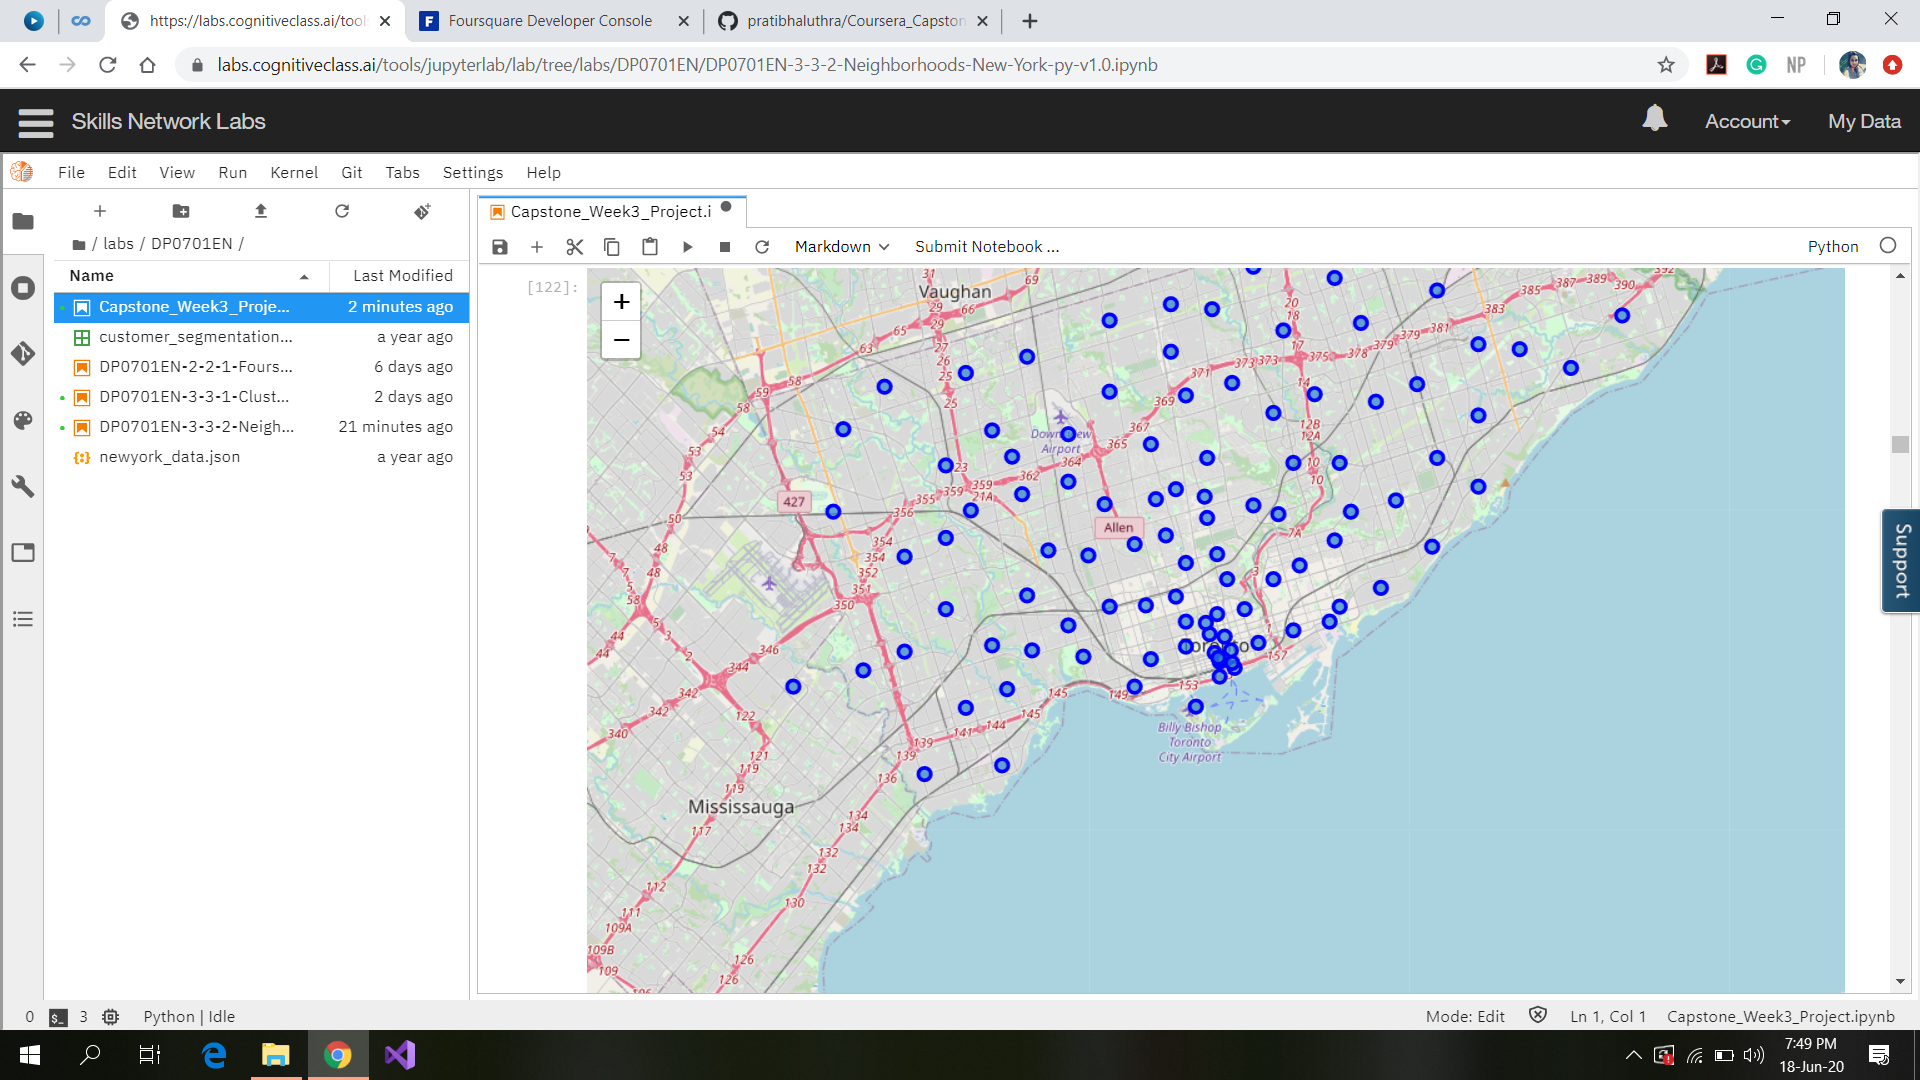 https://labs.cognitiveclass.ai/tool
Foursquare Developer Console
pratibhaluthra/Coursera_Capston
labs.cognitiveclass.ai/tools/jupyterlab/lab/tree/labs/DP0701EN/DP0701EN-3-3-2-Neighborhoods-New-York-py-v1.0.ipynb
NP
Skills Network Labs
Account
My Data
File Edit View Run Kernel Git Tabs Settings Help
/ labs / DP0701EN /
Name Last Modified
Capstone_Week3_Proje... 2 minutes ago
customer_segmentation... a year ago
DP0701EN-2-2-1-Fours... 6 days ago
DP0701EN-3-3-1-Clust... 2 days ago
DP0701EN-3-3-2-Neigh... 21 minutes ago
newyork_data.json a year ago
Capstone_Week3_Project.i
Markdown
Submit Notebook ...
Python
[122]:
+
−
Vaughan
427
Allen
Airport
Toronto
Billy Bishop
Toronto
City Airport
Mississauga
Support
0 3 Python | Idle
Mode: Edit Ln 1, Col 1 Capstone_Week3_Project.ipynb
7:49 PM
18-Jun-20